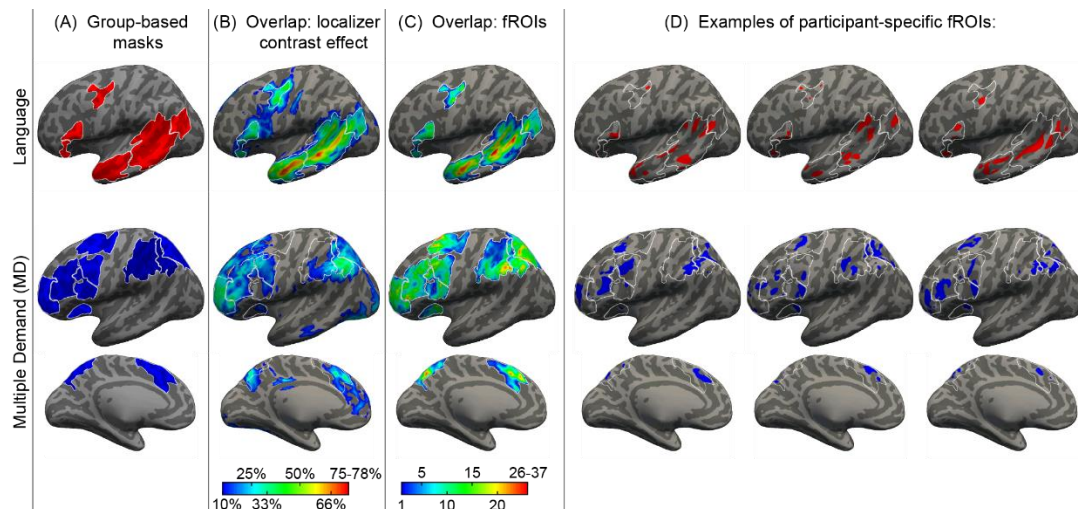 (A) Group-based
masks
(B) Overlap: localizer
contrast effect
(C) Overlap: fROIs
(D) Examples of participant-specific fROIs:
Language
Multiple Demand (MD)
25% 50% 75-78%
10% 33% 66%
5 15 26-37
1 10 20